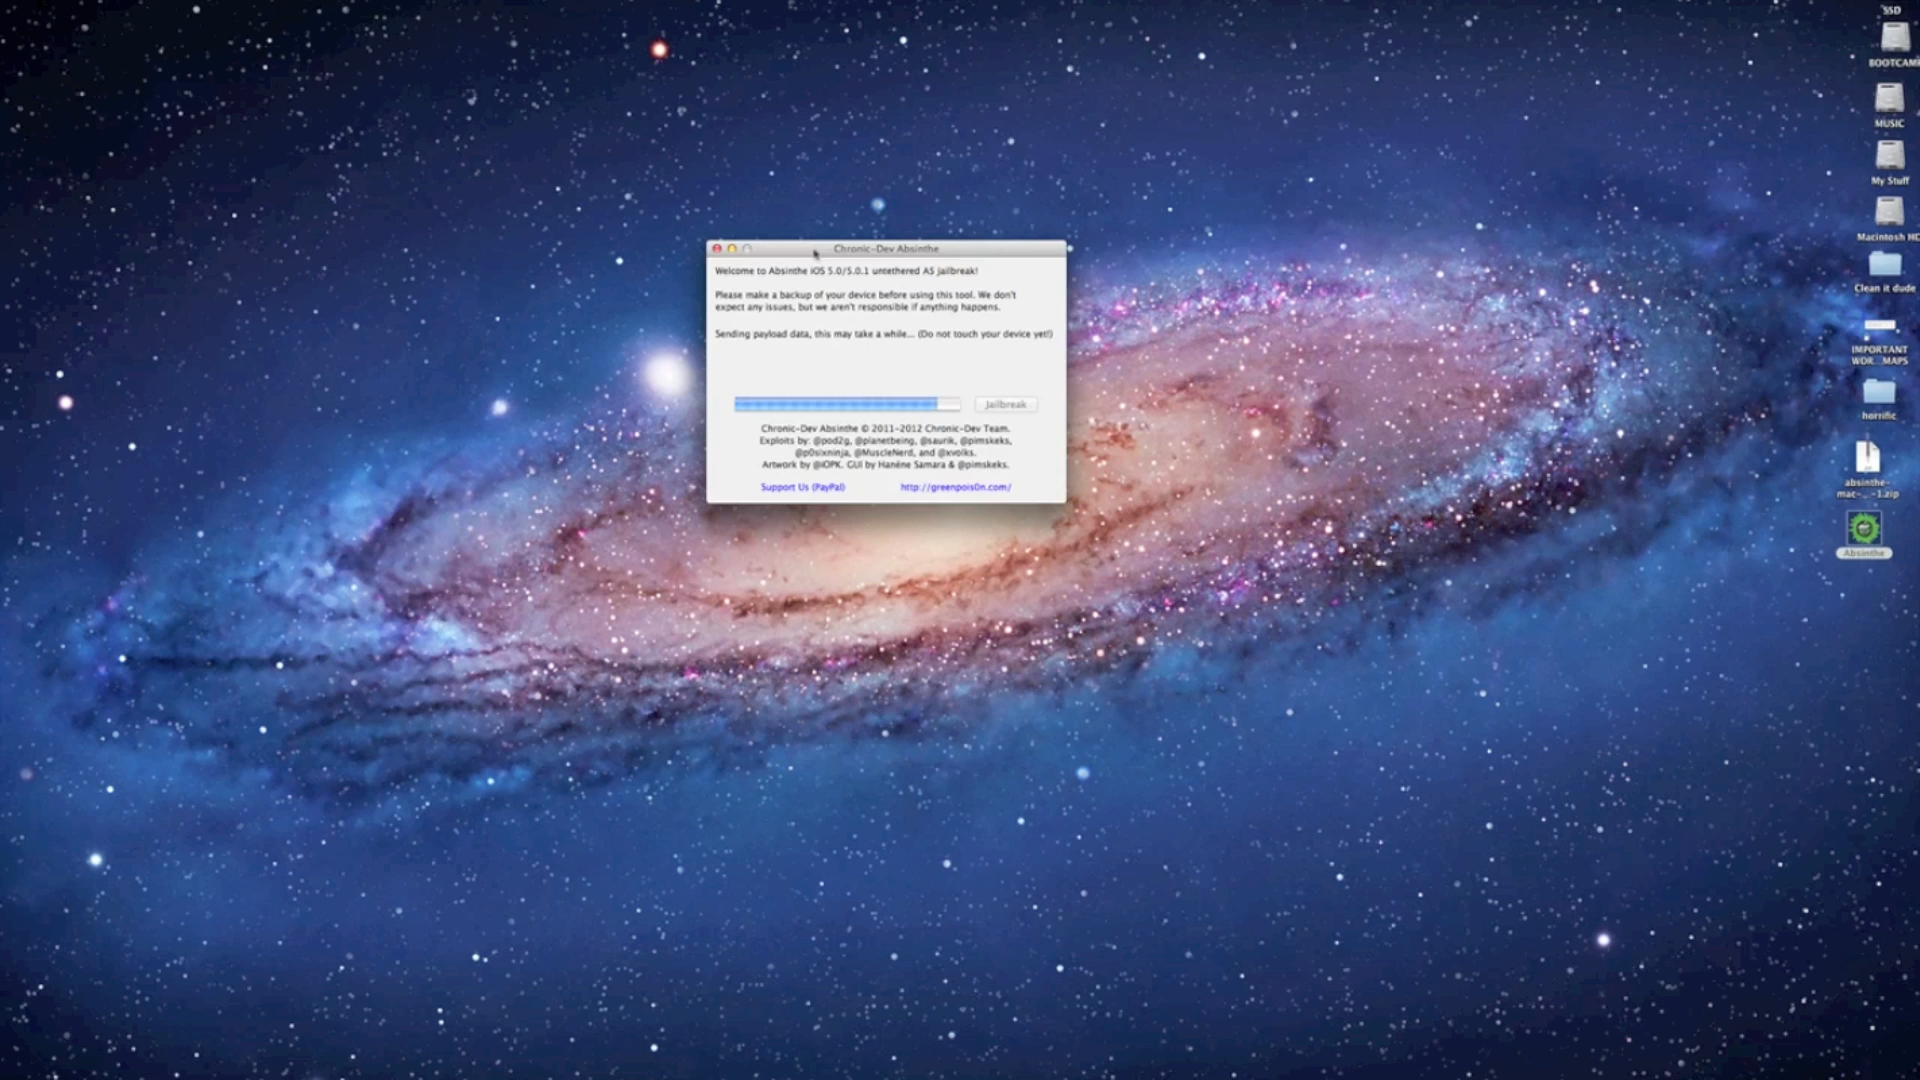 Chronic-Dev Absinthe
Welcome to Absinthe iOS 5.0/5.0.1 untethered A5 jailbreak!
Please make a backup of your device before using this tool. We don't
expect any issues, but we aren't responsible if anything happens.
Sending payload data, this may take a while... (Do not touch your device yet!)
Jailbreak
Chronic-Dev Absinthe © 2011-2012 Chronic-Dev Team.
Exploits by: @pod2g, @planetbeing, @saurik, @pimskeks,
@p0sixninja, @MuscleNerd, and @xvolks.
Artwork by @iOPK. GUI by Hanéne Samara & @pimskeks.
Support Us (PayPal)
http://greenpois0n.com/
SSD
BOOTCAMP
MUSIC
My Stuff
Macintosh HD
Clean it dude
IMPORTANT
WOR...MAPS
horrific
absinthe-
mac-...-1.zip
Absinthe